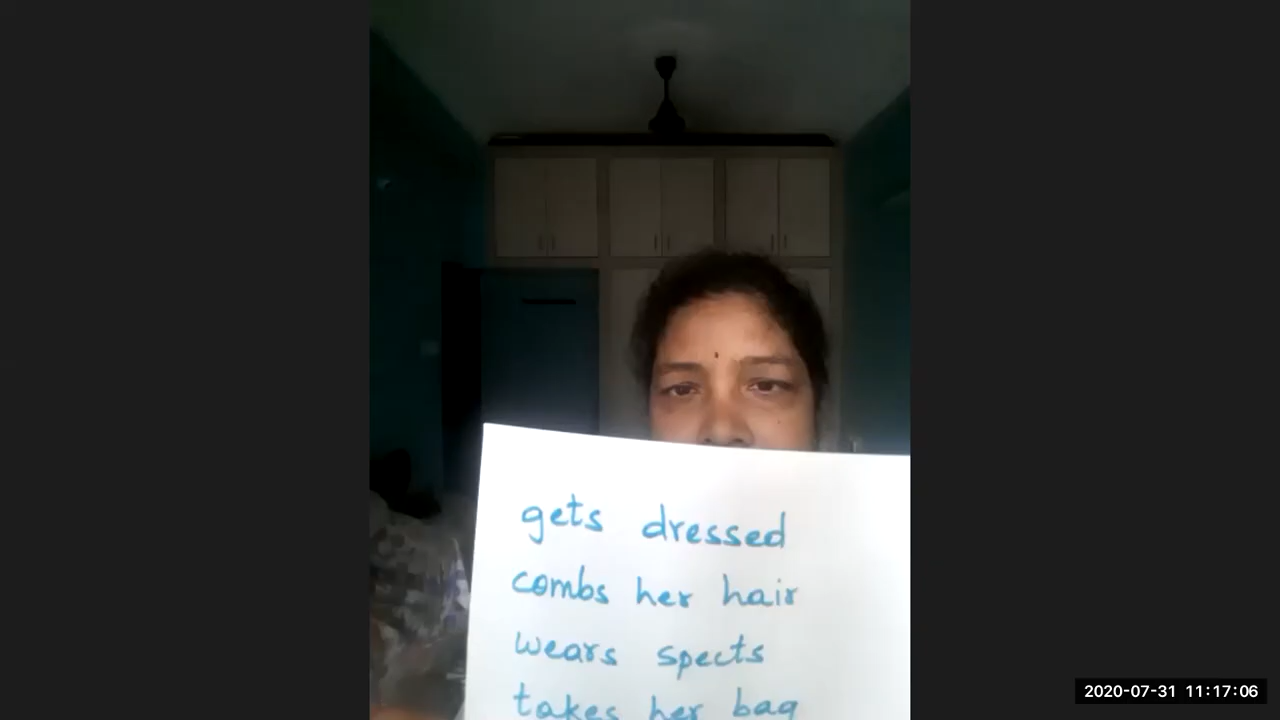 gets dressed
combs her hair
wears spects
takes her bag
2020-07-31 11:17:06